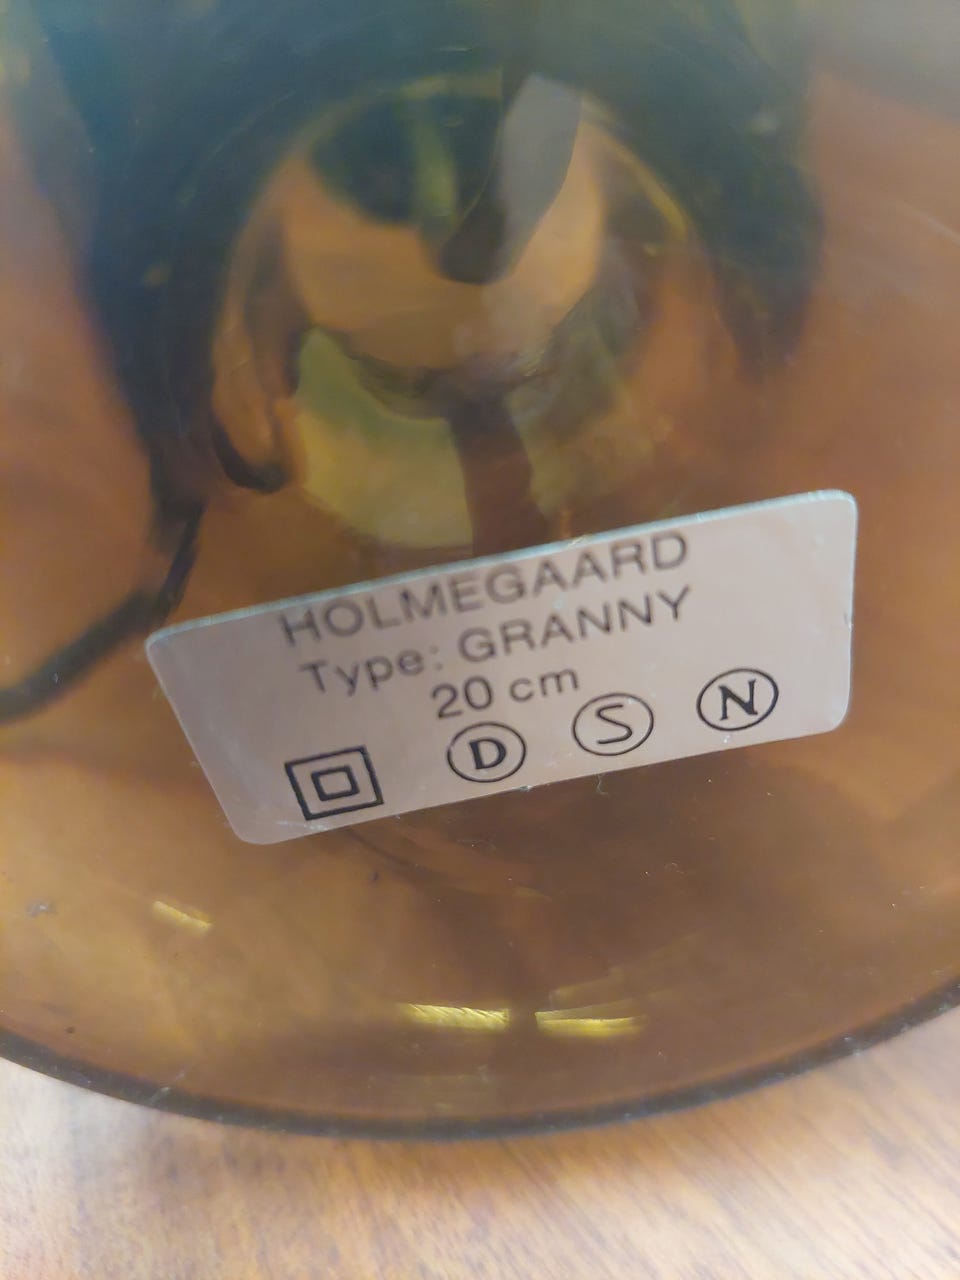 HOLMEGAARD
Type: GRANNY
20 cm
D S N